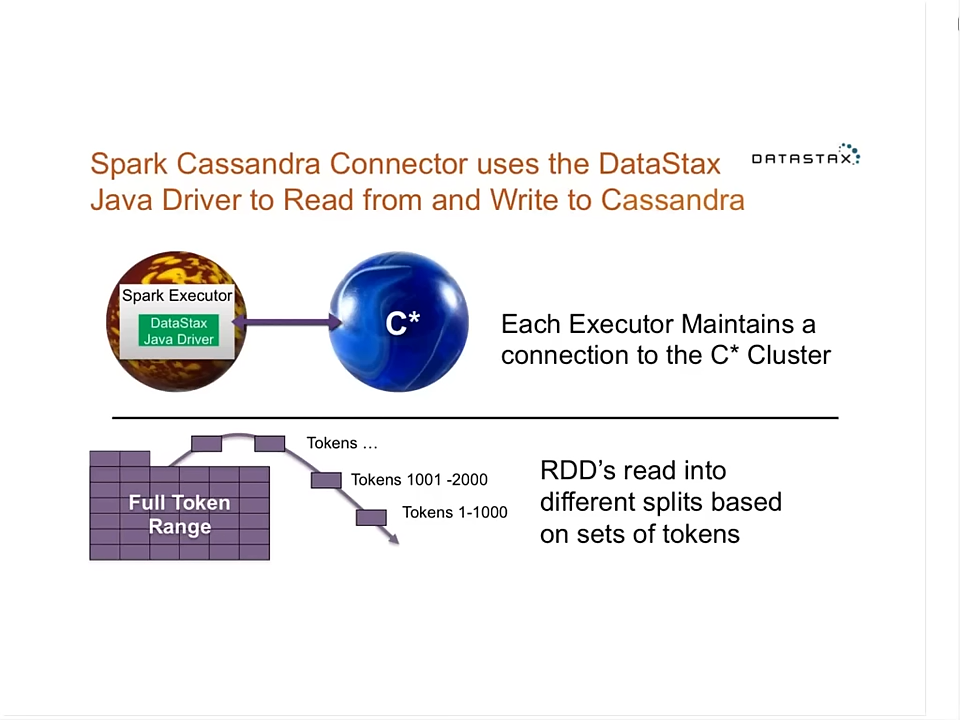 Spark Cassandra Connector uses the DataStax
Java Driver to Read from and Write to Cassandra
DATASTAX
Spark Executor
DataStax
Java Driver
C*
Each Executor Maintains a
connection to the C* Cluster
Tokens …
Tokens 1001 -2000
Tokens 1-1000
Full Token
Range
RDD’s read into
different splits based
on sets of tokens